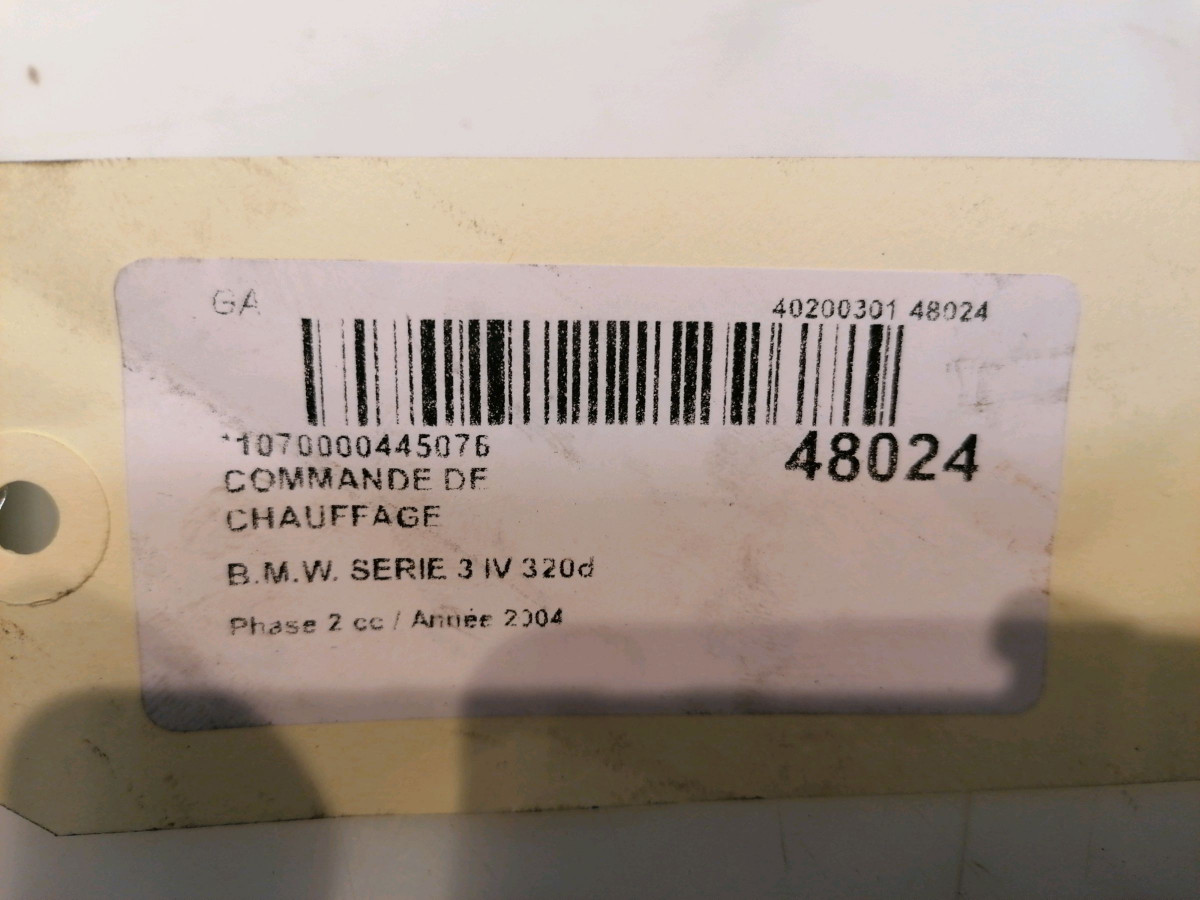 GA
40200301 48024
*1070000445076
48024
COMMANDE DE
CHAUFFAGE
B.M.W. SERIE 3 IV 320d
Phase 2 cc / Année 2004